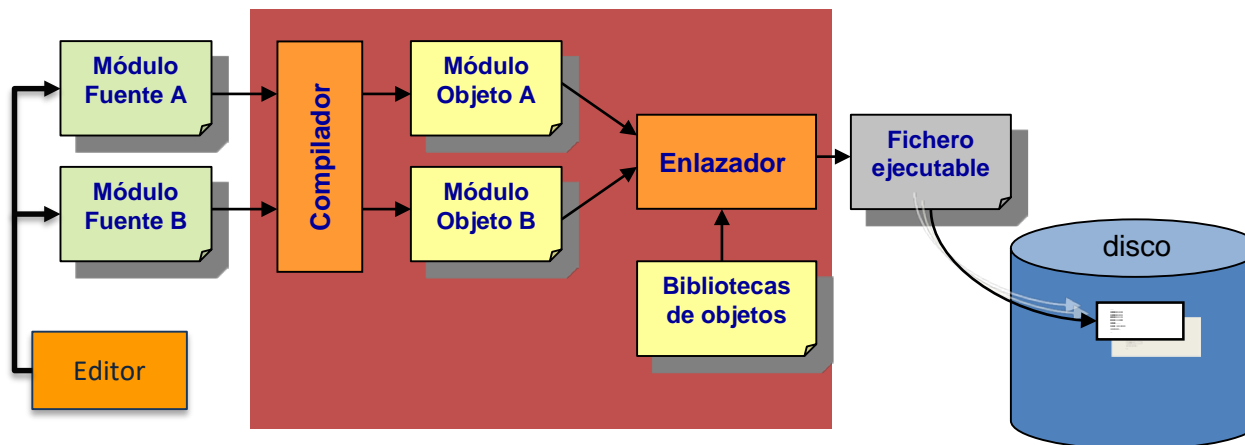 Módulo
Fuente A
Módulo
Fuente B
Editor
Compilador
Módulo
Objeto A
Módulo
Objeto B
Enlazador
Bibliotecas
de objetos
Fichero
ejecutable
disco